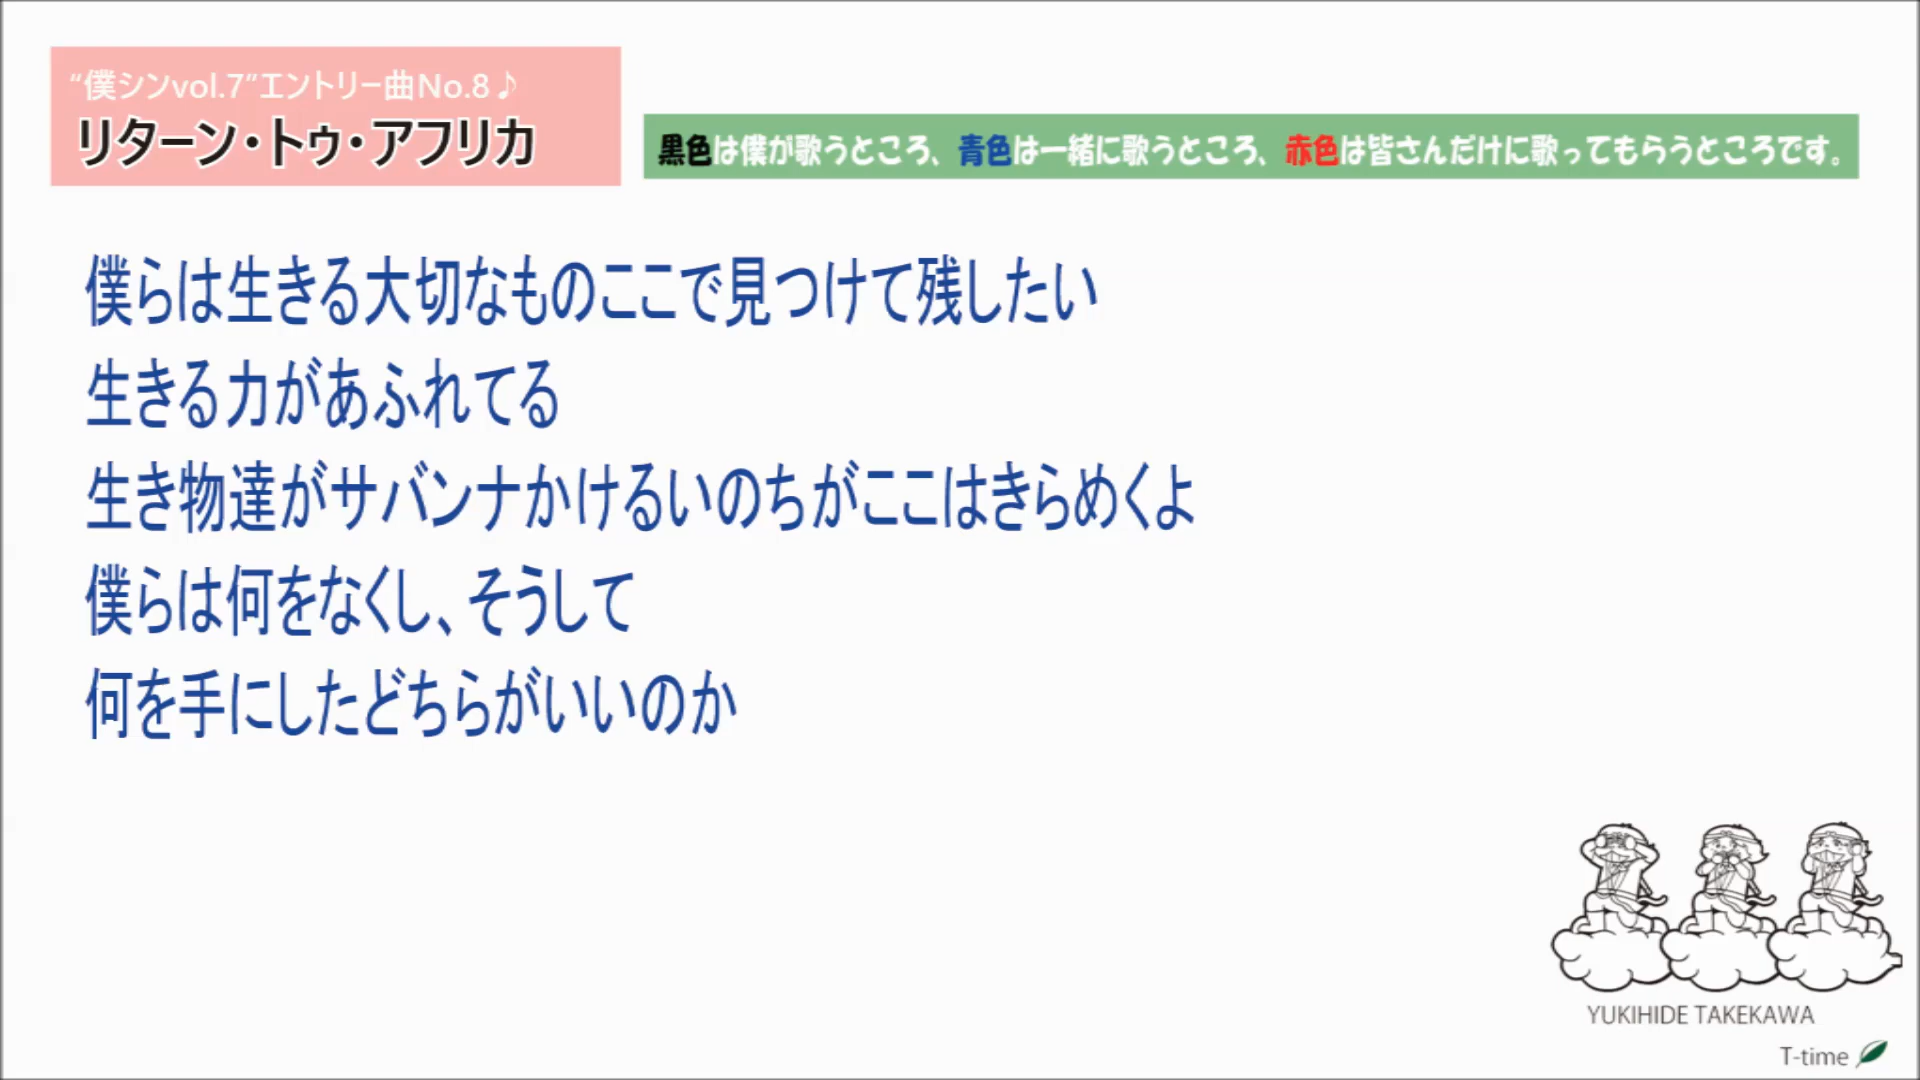 “僕シンvol.7”エントリー曲No.8♪
リターン・トゥ・アフリカ
黒色は僕が歌うところ、青色は一緒に歌うところ、赤色は皆さんだけに歌ってもらうところです。
僕らは生きる大切なものここで見つけて残したい
生きる力があふれてる
生き物達がサバンナかけるいのちがここはきらめくよ
僕らは何をなくし、そうして
何を手にしたどちらがいいのか
YUKIHIDE TAKEKAWA
T-time